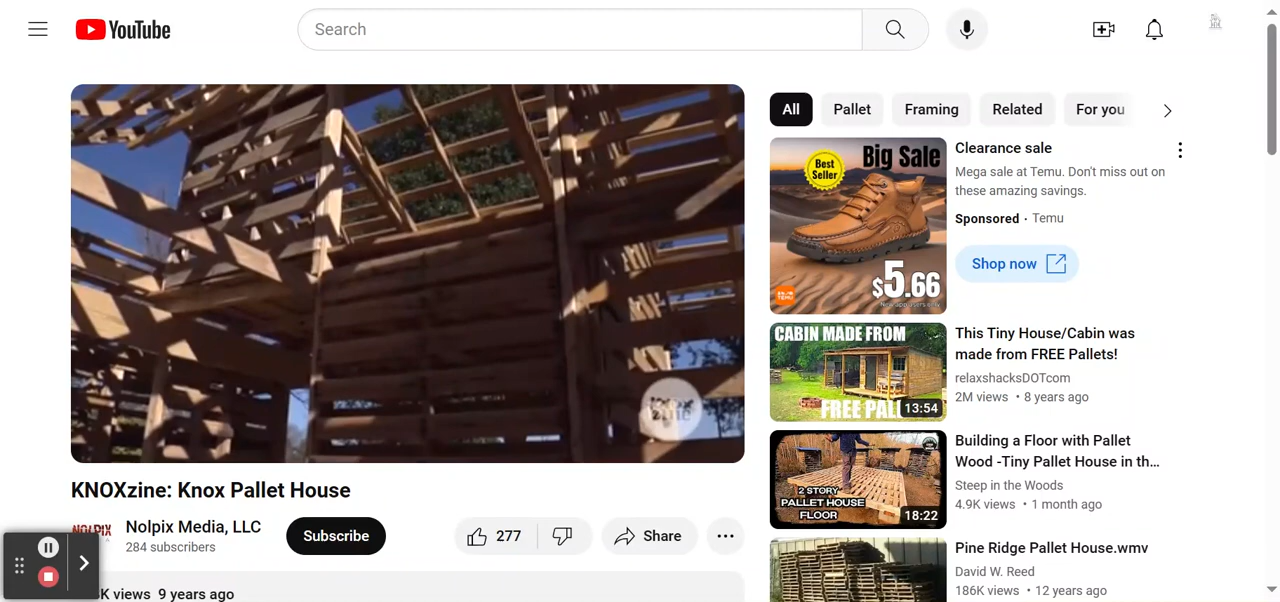 YouTube
Search
All
Pallet
Framing
Related
For you
Best
Seller
Big Sale
$5.66
TEMU
Clearance sale
Mega sale at Temu. Don't miss out on
these amazing savings.
Sponsored · Temu
Shop now
CABIN MADE FROM
FREE
13:54
This Tiny House/Cabin was
made from FREE Pallets!
relaxshacksDOTcom
2M views • 8 years ago
2 STORY
PALLET HOUSE
FLOOR
18:22
Building a Floor with Pallet
Wood -Tiny Pallet House in th...
Steep in the Woods
4.9K views • 1 month ago
Pine Ridge Pallet House.wmv
David W. Reed
186K views • 12 years ago
KNOXzine: Knox Pallet House
NOLPIX
Nolpix Media, LLC
284 subscribers
Subscribe
277
Share
K views 9 years ago